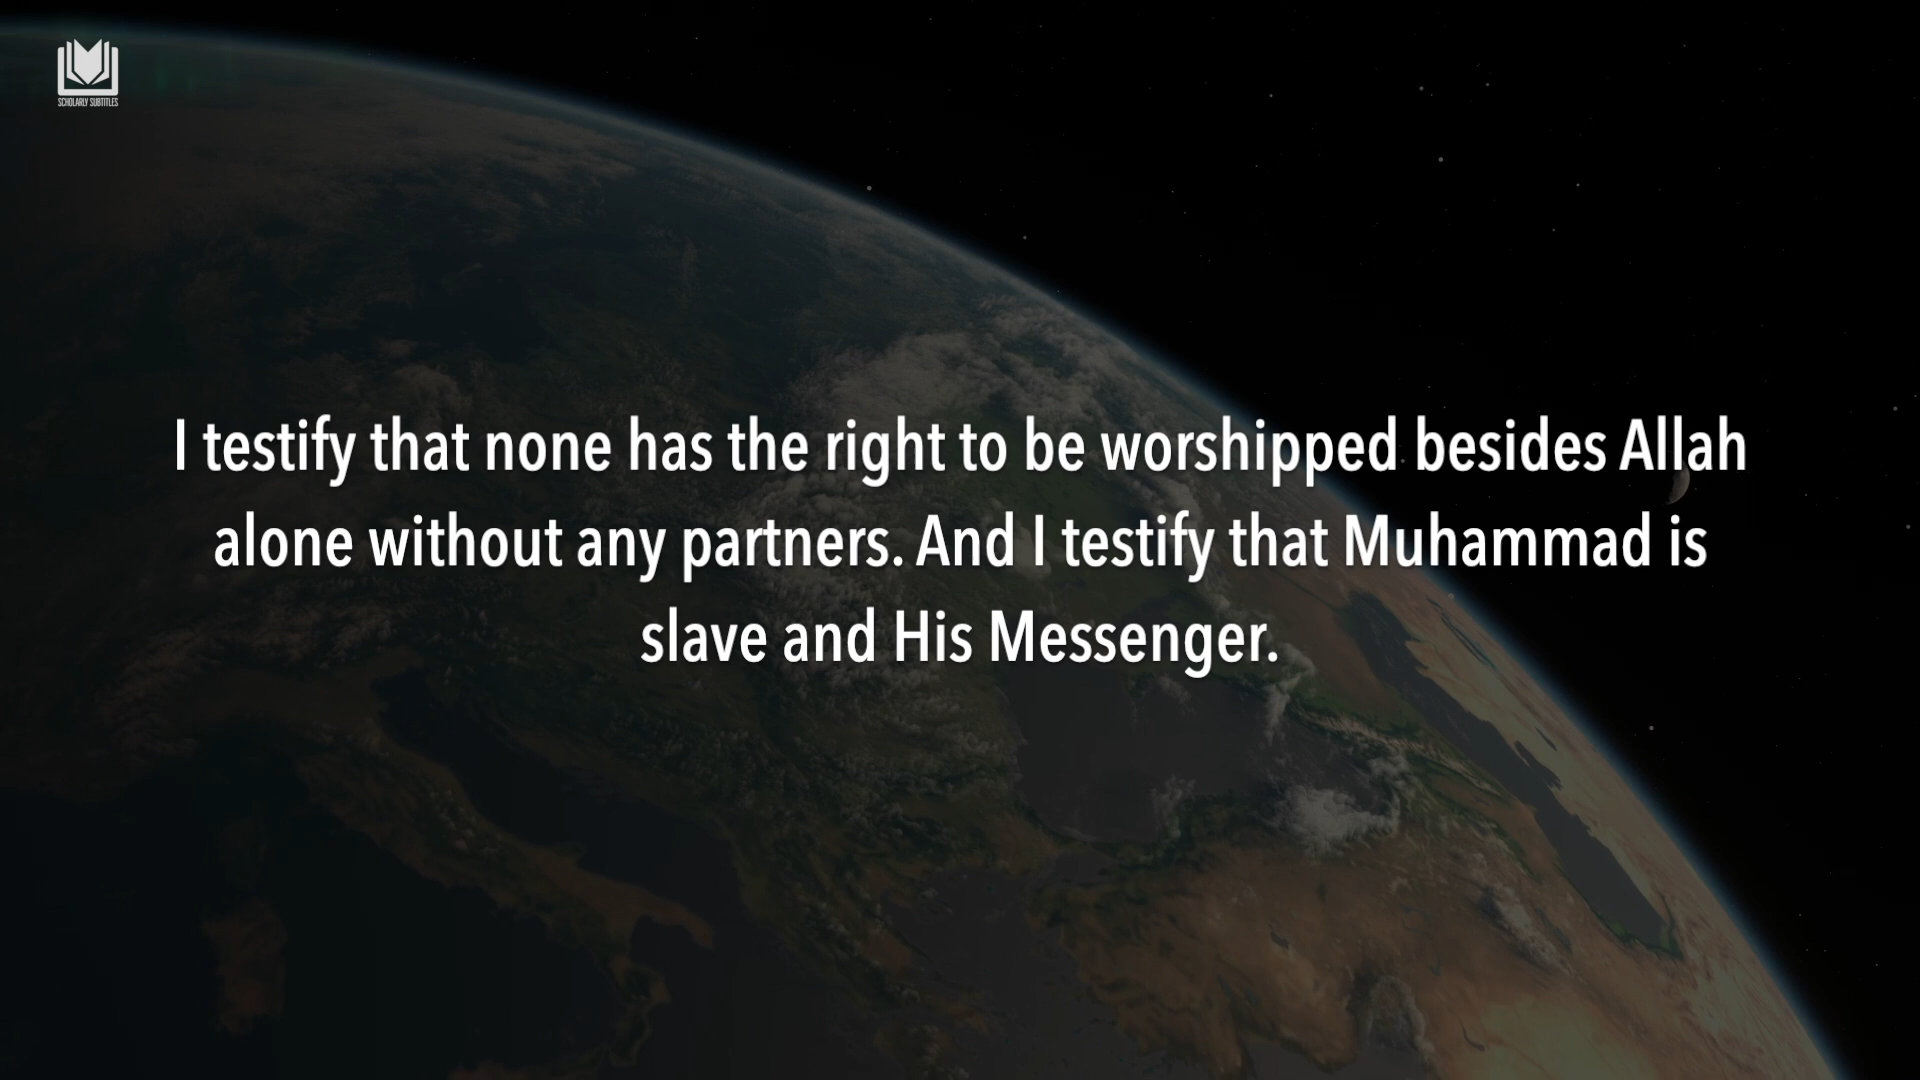 SCHOLARLY SUBTITLES
I testify that none has the right to be worshipped besides Allah
alone without any partners. And I testify that Muhammad is
slave and His Messenger.